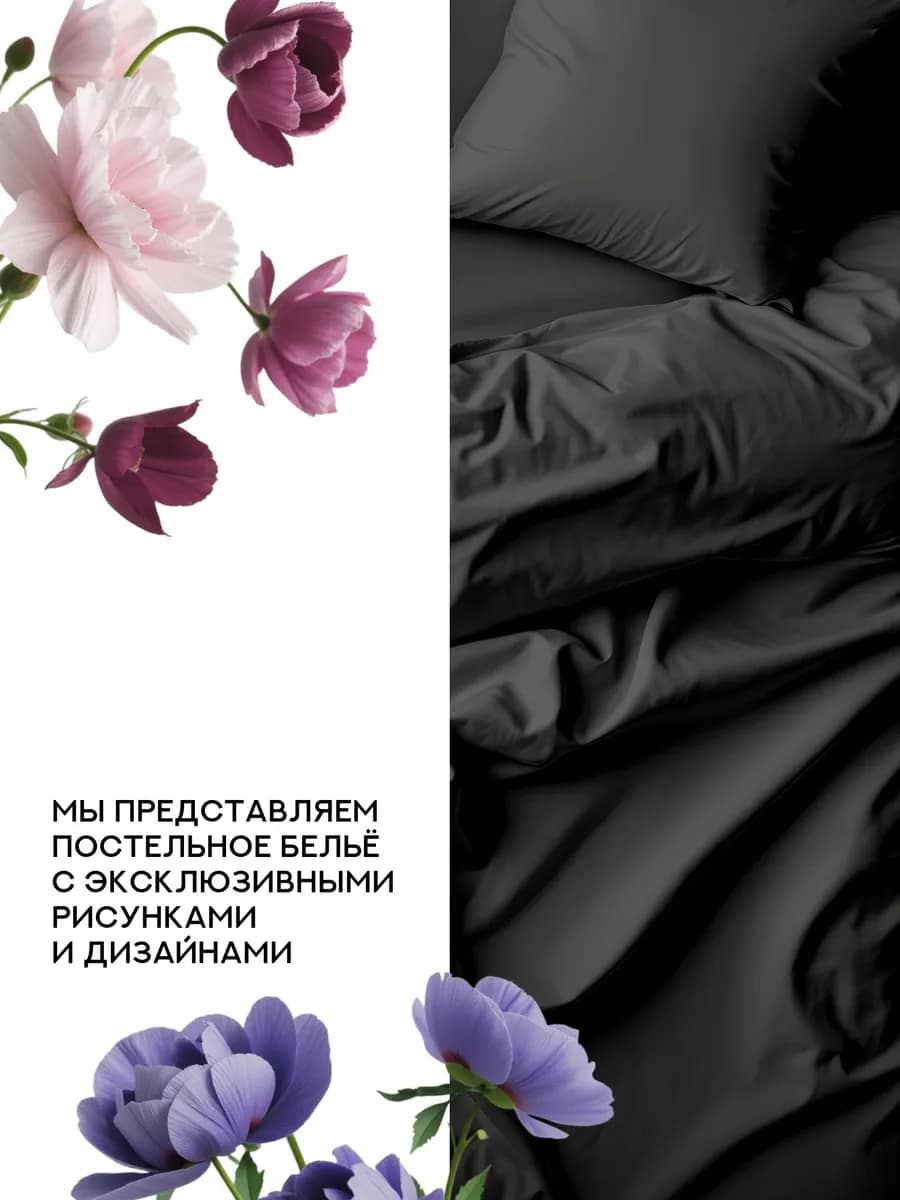 МЫ ПРЕДСТАВЛЯЕМ
ПОСТЕЛЬНОЕ БЕЛЬЁ
С ЭКСКЛЮЗИВНЫМИ
РИСУНКАМИ
И ДИЗАЙНАМИ